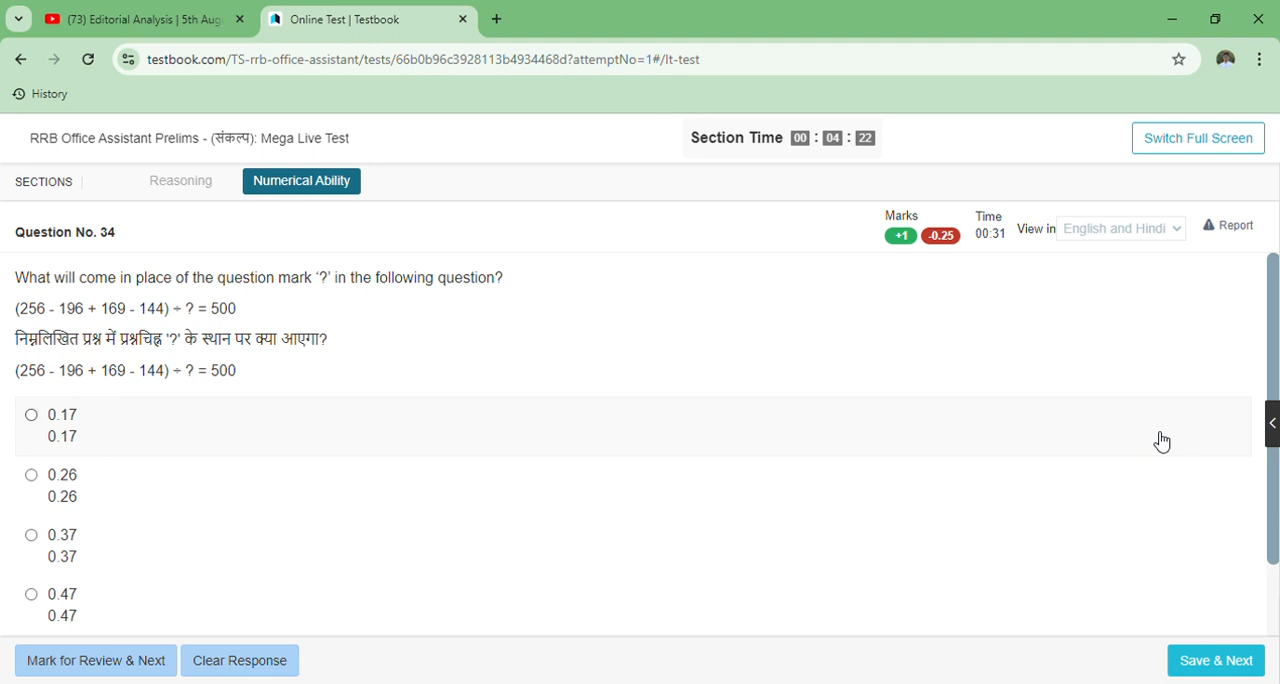 (73) Editorial Analysis | 5th Aug
Online Test | Testbook
testbook.com/TS-rrb-office-assistant/tests/66b0b96c3928113b4934468d?attemptNo=1#/lt-test
History
RRB Office Assistant Prelims - (संकल्प): Mega Live Test
Section Time 00 : 04 : 22
Switch Full Screen
SECTIONS
Reasoning
Numerical Ability
Question No. 34
Marks
+1 -0.25
Time
00:31
View in English and Hindi
Report
What will come in place of the question mark ‘?’ in the following question?
(256 - 196 + 169 - 144) ÷ ? = 500
निम्नलिखित प्रश्न में प्रश्नचिह्न '?' के स्थान पर क्या आएगा?
(256 - 196 + 169 - 144) ÷ ? = 500
0.17
0.17
0.26
0.26
0.37
0.37
0.47
0.47
Mark for Review & Next
Clear Response
Save & Next